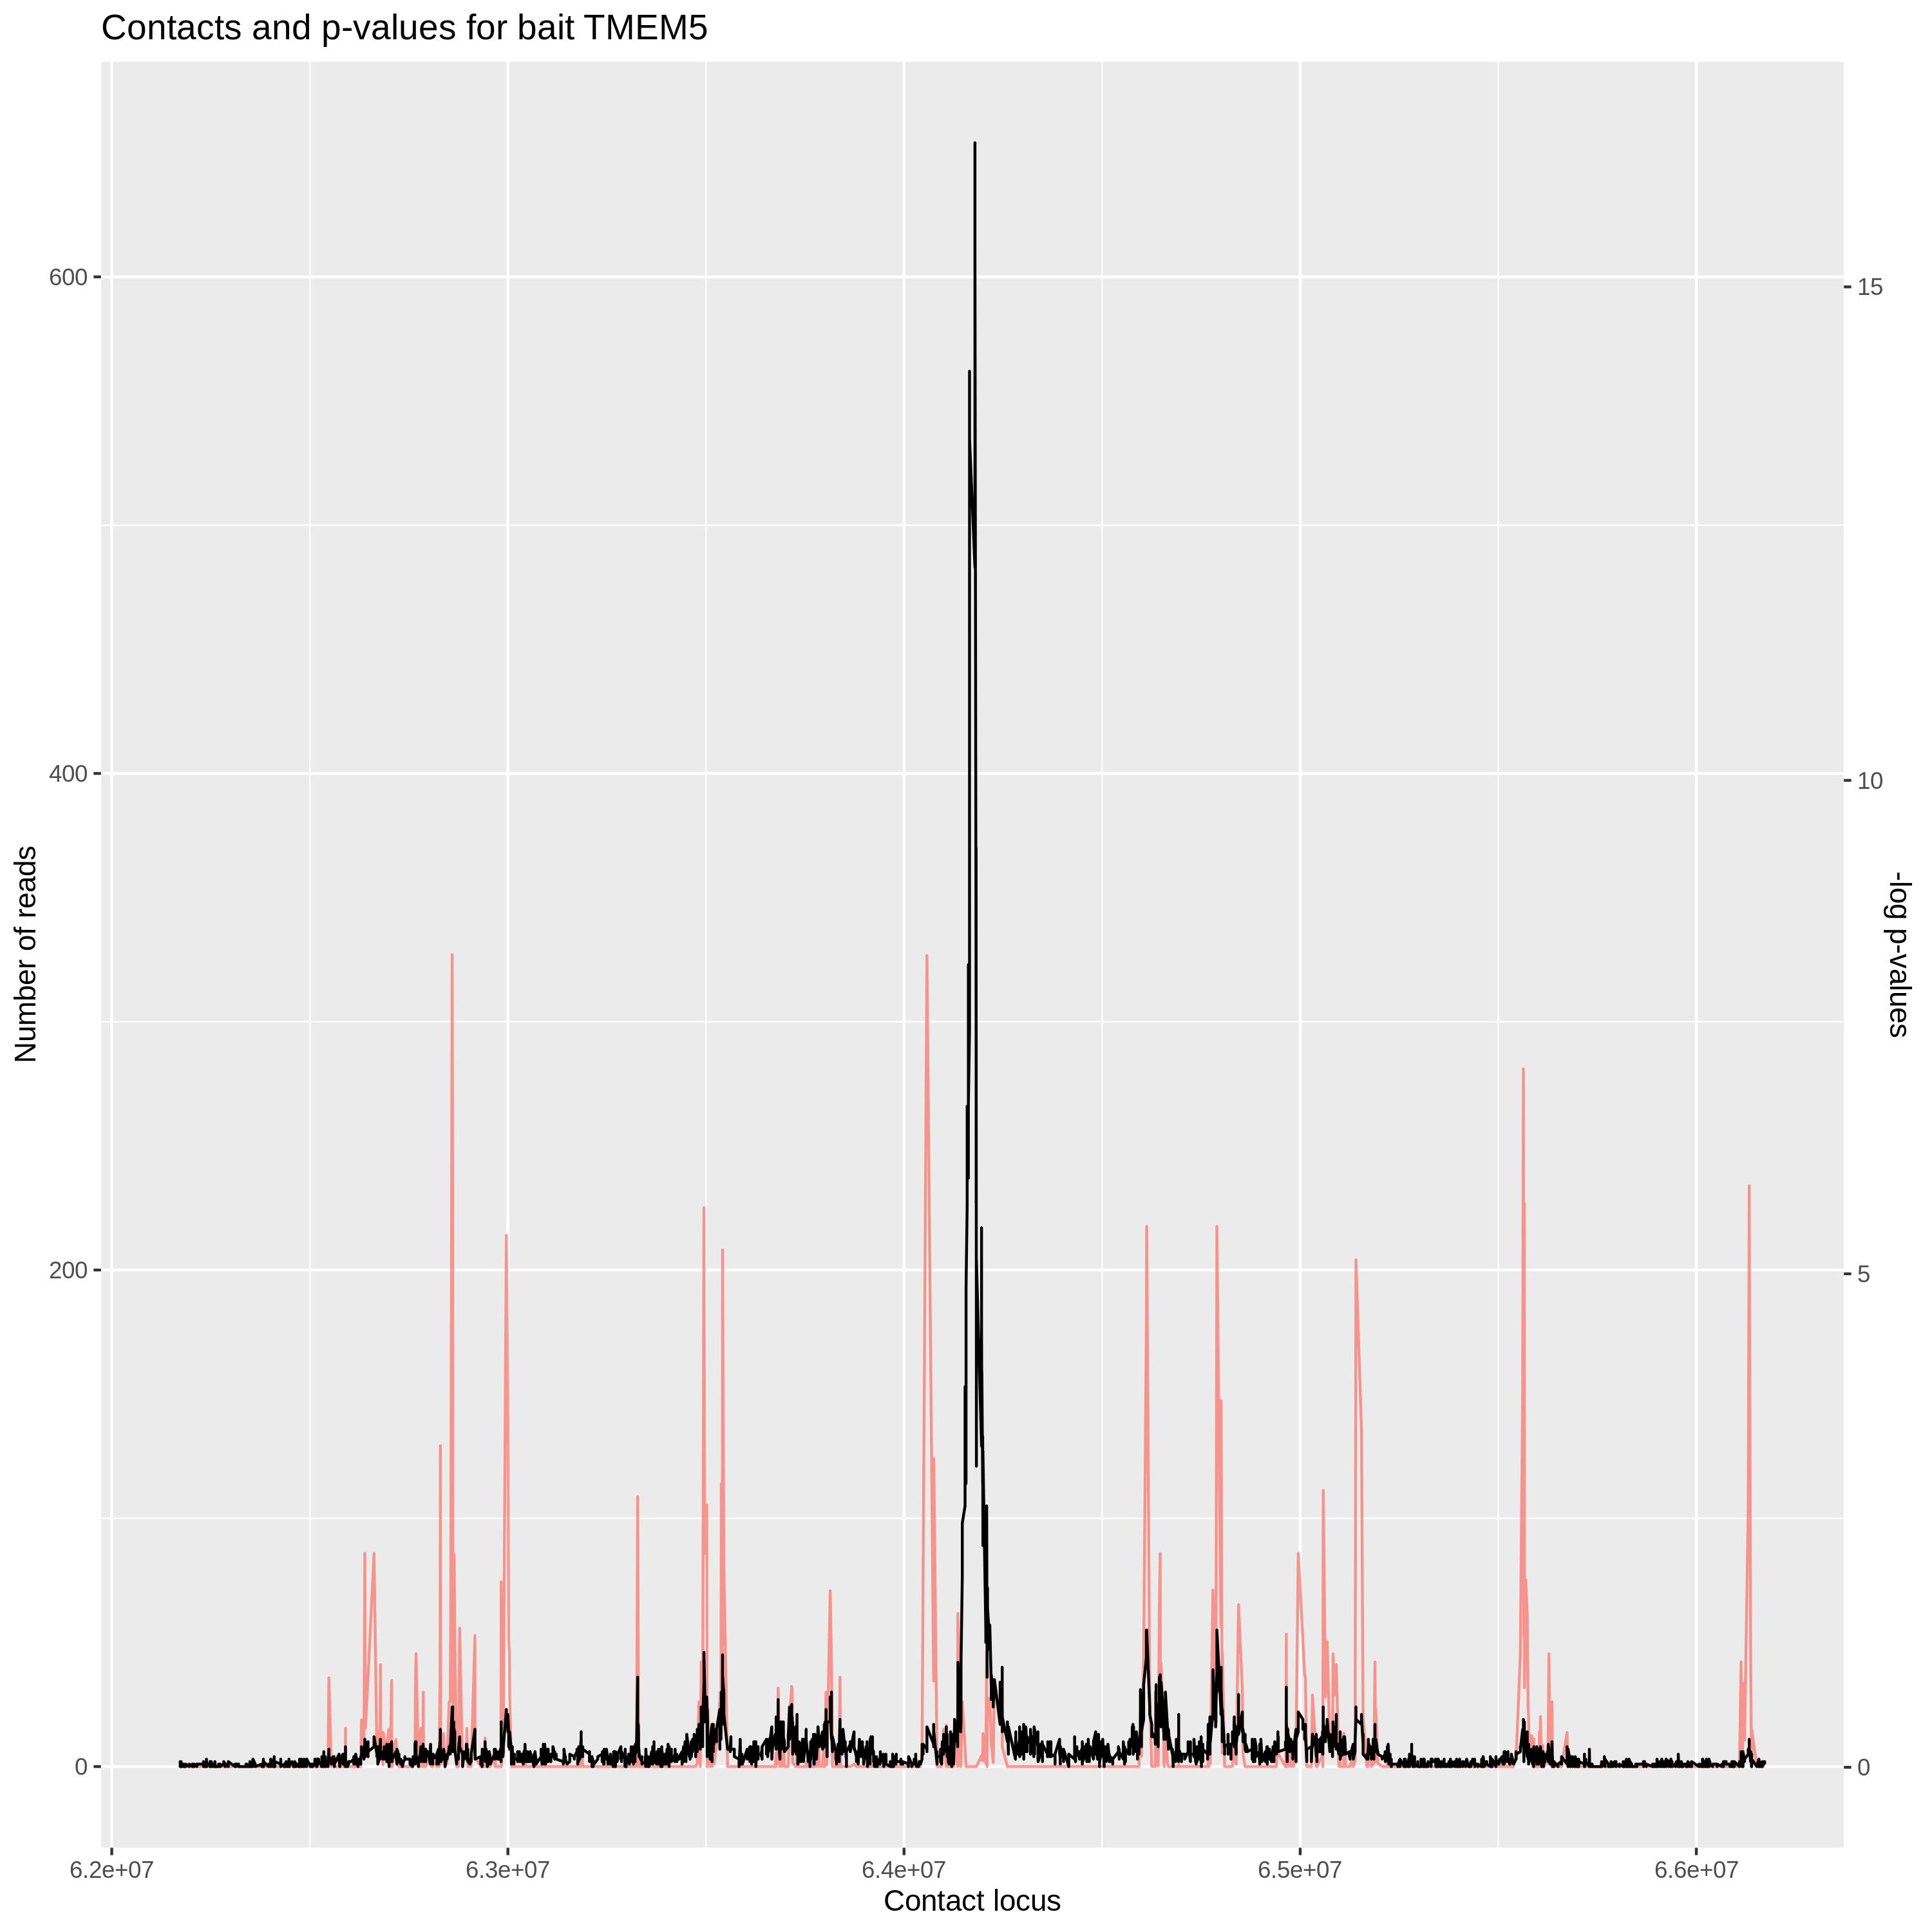 Contacts and p-values for bait TMEM5
600
400
200
0
Number of reads
15
10
5
0
-log p-values
6.2e+07 6.3e+07 6.4e+07 6.5e+07 6.6e+07
Contact locus